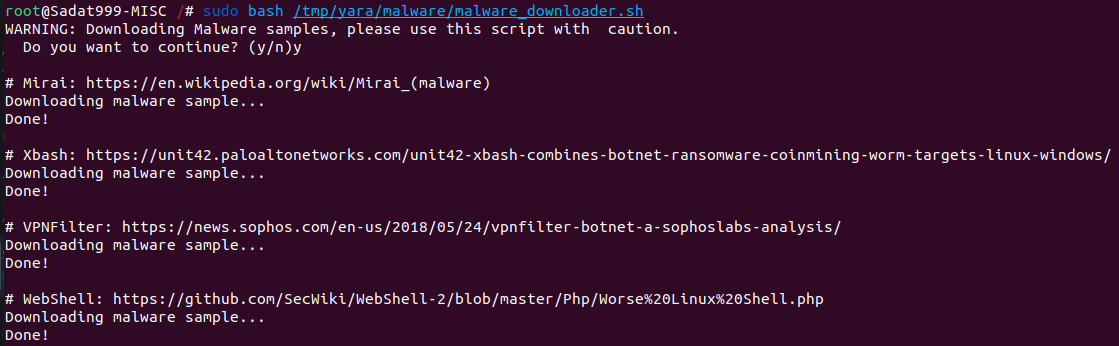 root@Sadat999-MISC /# sudo bash /tmp/yara/malware/malware_downloader.sh
WARNING: Downloading Malware samples, please use this script with  caution.
  Do you want to continue? (y/n)y
# Mirai: https://en.wikipedia.org/wiki/Mirai_(malware)
Downloading malware sample...
Done!
# Xbash: https://unit42.paloaltonetworks.com/unit42-xbash-combines-botnet-ransomware-coinmining-worm-targets-linux-windows/
Downloading malware sample...
Done!
# VPNFilter: https://news.sophos.com/en-us/2018/05/24/vpnfilter-botnet-a-sophoslabs-analysis/
Downloading malware sample...
Done!
# WebShell: https://github.com/SecWiki/WebShell-2/blob/master/Php/Worse%20Linux%20Shell.php
Downloading malware sample...
Done!